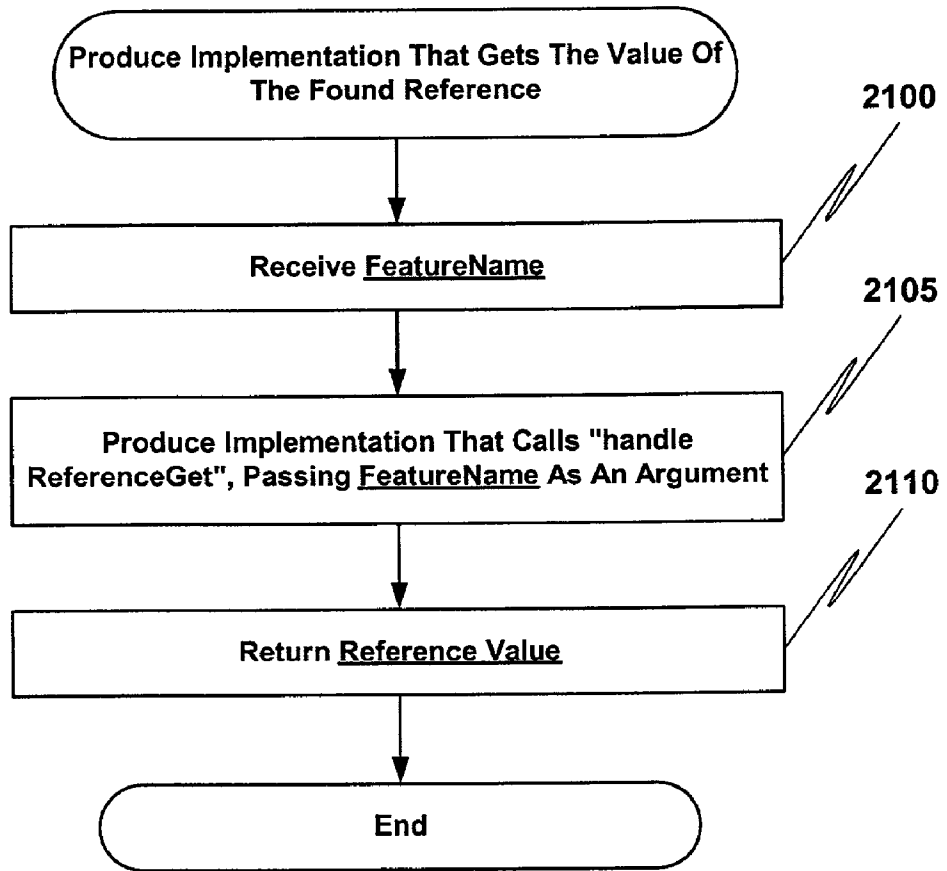 Produce Implementation That Gets The Value Of
The Found Reference
2100
Receive FeatureName
2105
Produce Implementation That Calls "handle
ReferenceGet", Passing FeatureName As An Argument
2110
Return Reference Value
End